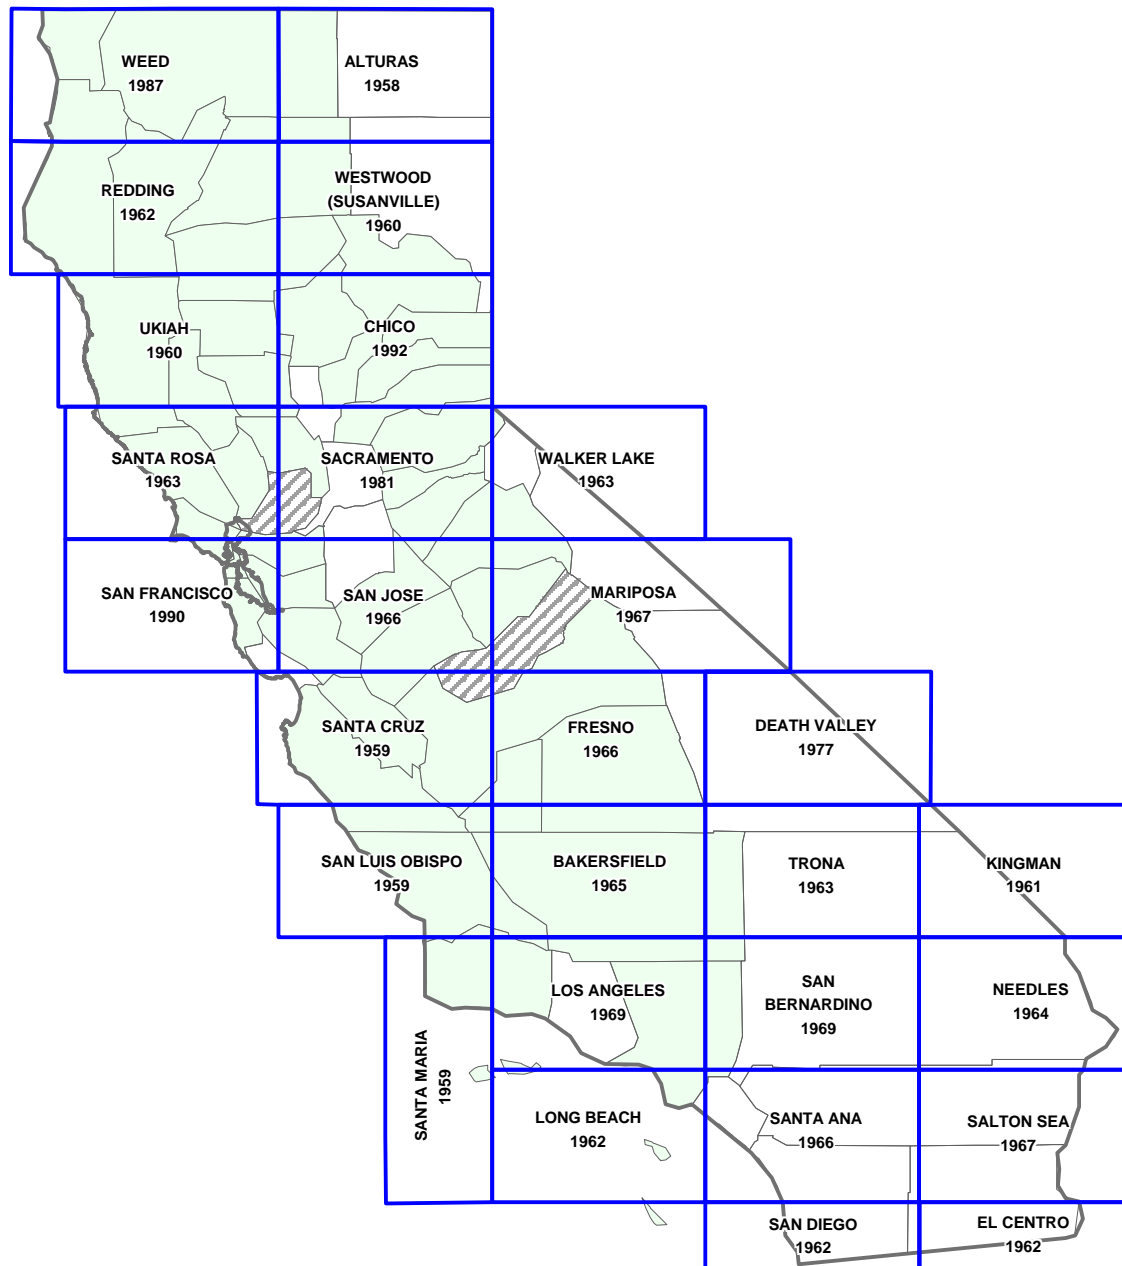 WEED
1987
ALTURAS
1958
REDDING
1962
WESTWOOD
(SUSANVILLE)
1960
UKIAH
1960
CHICO
1992
SANTA ROSA
1963
SACRAMENTO
1981
WALKER LAKE
1963
SAN FRANCISCO
1990
SAN JOSE
1966
MARIPOSA
1967
SANTA CRUZ
1959
FRESNO
1966
DEATH VALLEY
1977
SAN LUIS OBISPO
1959
BAKERSFIELD
1965
TRONA
1963
KINGMAN
1961
SANTA MARIA
1959
LOS ANGELES
1969
SAN
BERNARDINO
1969
NEEDLES
1964
LONG BEACH
1962
SANTA ANA
1966
SALTON SEA
1967
SAN DIEGO
1962
EL CENTRO
1962